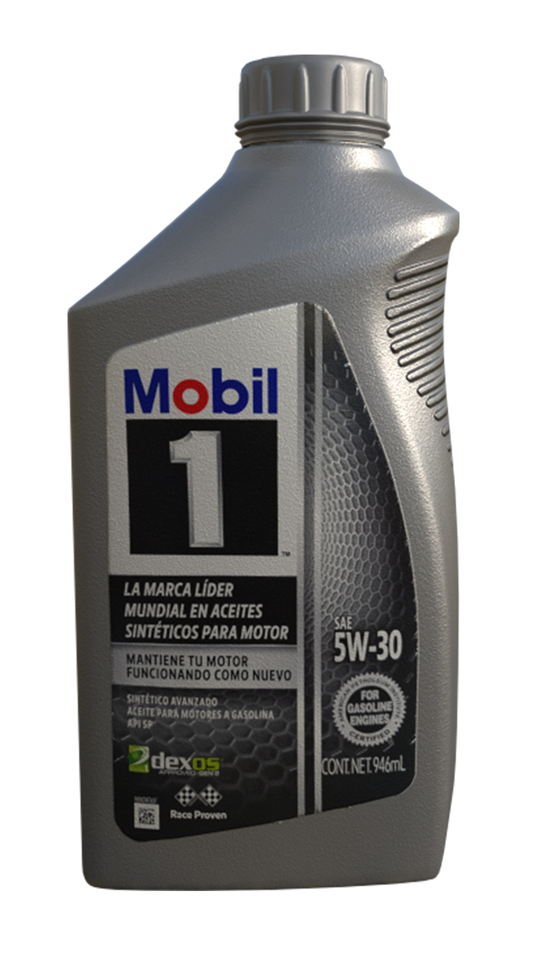 Mobil
1
™
LA MARCA LÍDER
MUNDIAL EN ACEITES
SINTÉTICOS PARA MOTOR
MANTIENE TU MOTOR
FUNCIONANDO COMO NUEVO
SINTÉTICO AVANZADO
ACEITE PARA MOTORES A GASOLINA
API SP
dexos
Race Proven
SAE
5W-30
FOR
GASOLINE
ENGINES
CERTIFIED
CONT. NET. 946mL